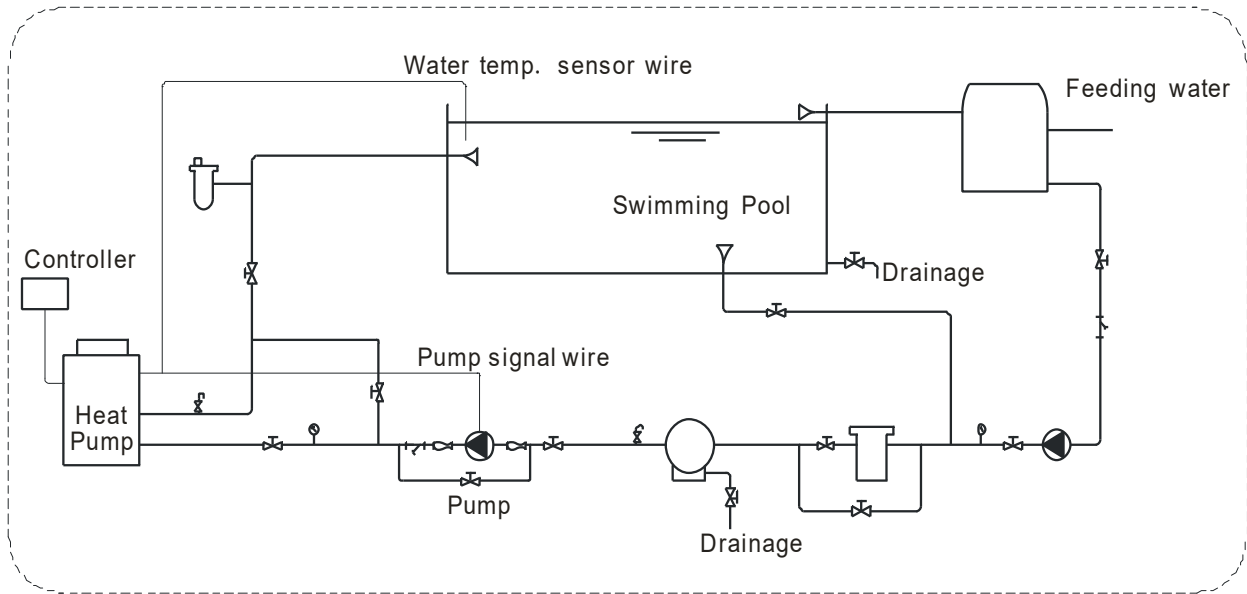 Water temp. sensor wire
Feeding water
Swimming Pool
Controller
Drainage
Pump signal wire
Heat
Pump
Pump
Drainage